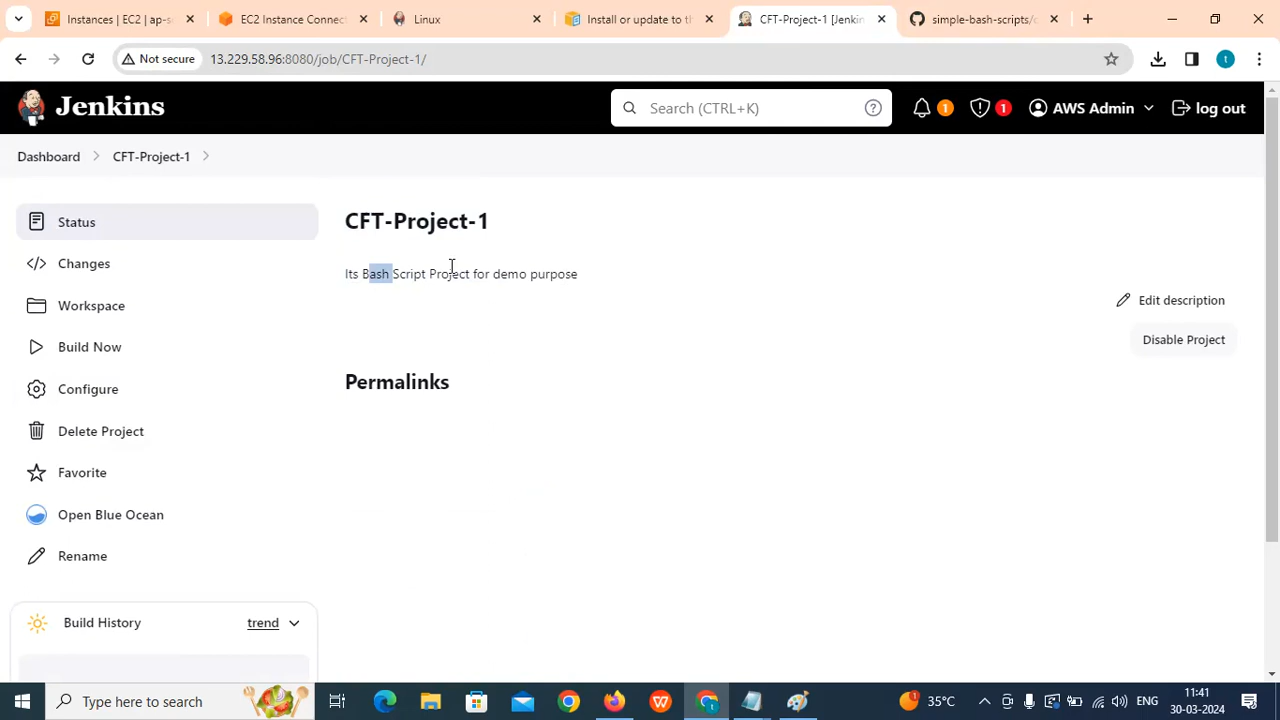 Instances | EC2 | ap-s
EC2 Instance Connect
Linux
Install or update to th
CFT-Project-1 [Jenkin
simple-bash-scripts/
Not secure
13.229.58.96:8080/job/CFT-Project-1/
t
Jenkins
Search (CTRL+K)
1
1
AWS Admin
log out
Dashboard
CFT-Project-1
Status
Changes
Workspace
Build Now
Configure
Delete Project
Favorite
Open Blue Ocean
Rename
Build History
trend
CFT-Project-1
Its Bash Script Project for demo purpose
Edit description
Disable Project
Permalinks
Type here to search
35°C
ENG
11:41
30-03-2024